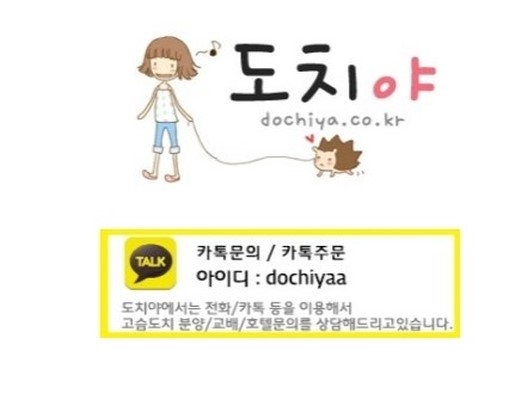 도치야
dochiya.co.kr
TALK
카톡문의 / 카톡주문
아이디 : dochiyaa
도치야에서는 전화/카톡 등을 이용해서
고슴도치 분양/교배/호텔문의를 상담해드리고있습니다.